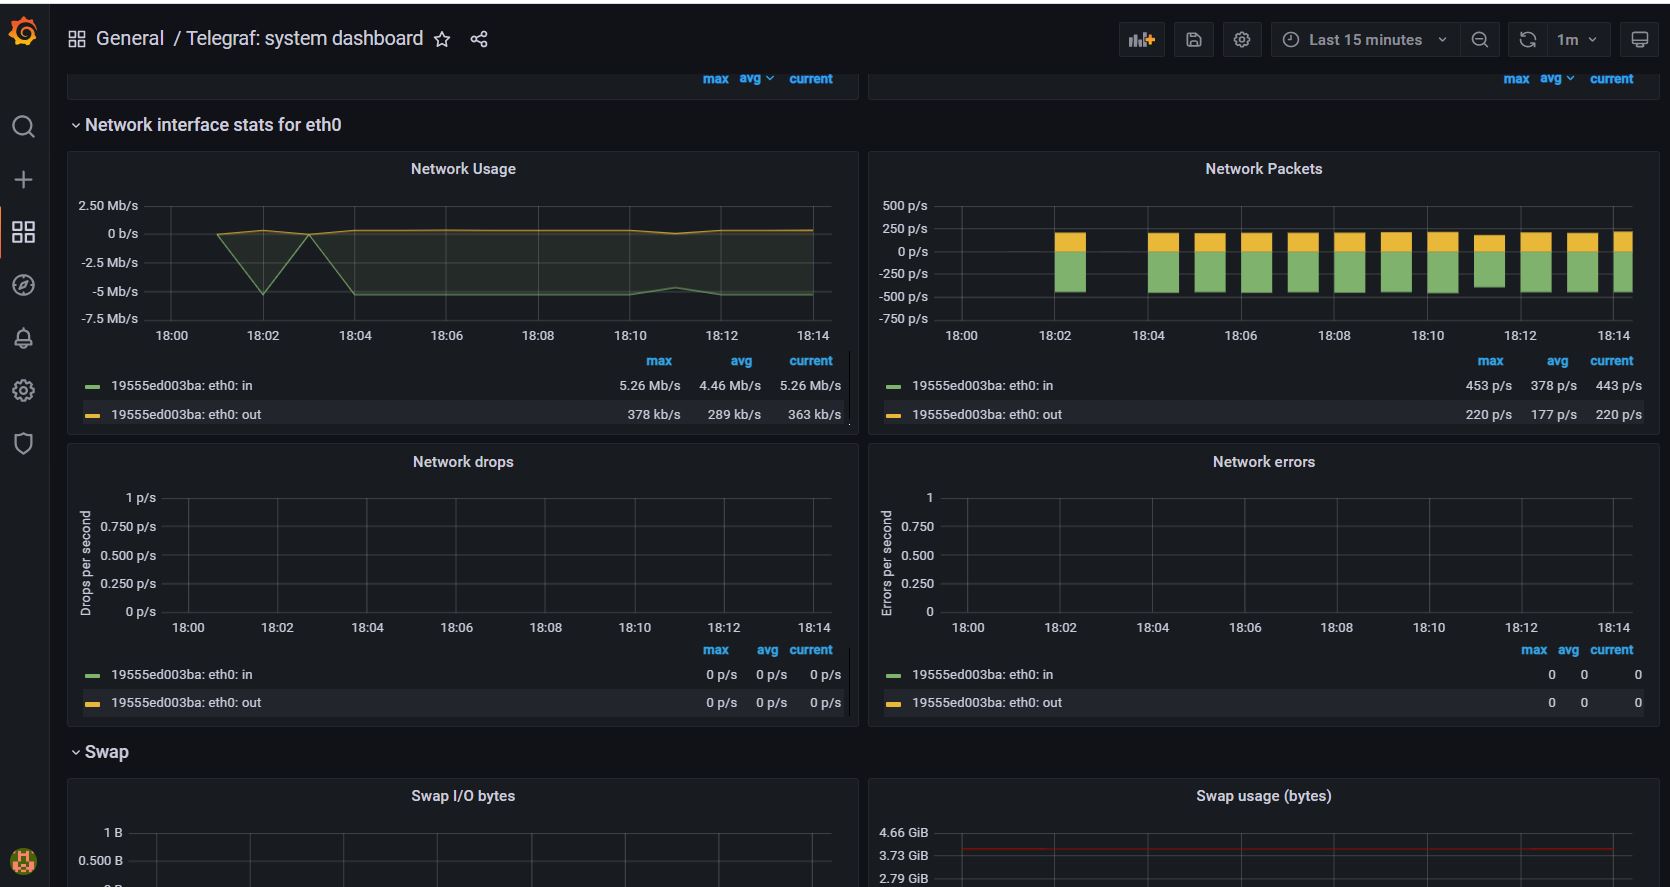 General / Telegraf: system dashboard
Last 15 minutes
1m
max avg current
max avg current
Network interface stats for eth0
Network Usage
2.50 Mb/s
0 b/s
-2.5 Mb/s
-5 Mb/s
-7.5 Mb/s
18:00 18:02 18:04 18:06 18:08 18:10 18:12 18:14
max avg current
19555ed003ba: eth0: in 5.26 Mb/s 4.46 Mb/s 5.26 Mb/s
19555ed003ba: eth0: out 378 kb/s 289 kb/s 363 kb/s
Network Packets
500 p/s
250 p/s
0 p/s
-250 p/s
-500 p/s
-750 p/s
18:00 18:02 18:04 18:06 18:08 18:10 18:12 18:14
max avg current
19555ed003ba: eth0: in 453 p/s 378 p/s 443 p/s
19555ed003ba: eth0: out 220 p/s 177 p/s 220 p/s
Network drops
Drops per second
1 p/s
0.750 p/s
0.500 p/s
0.250 p/s
0 p/s
18:00 18:02 18:04 18:06 18:08 18:10 18:12 18:14
max avg current
19555ed003ba: eth0: in 0 p/s 0 p/s 0 p/s
19555ed003ba: eth0: out 0 p/s 0 p/s 0 p/s
Network errors
Errors per second
1
0.750
0.500
0.250
0
18:00 18:02 18:04 18:06 18:08 18:10 18:12 18:14
max avg current
19555ed003ba: eth0: in 0 0 0
19555ed003ba: eth0: out 0 0 0
Swap
Swap I/O bytes
1 B
0.500 B
Swap usage (bytes)
4.66 GiB
3.73 GiB
2.79 GiB